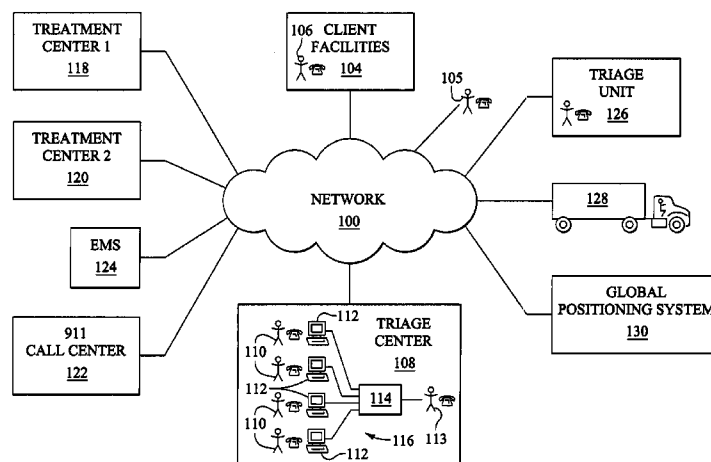 TREATMENT
CENTER 1
118
106
CLIENT
FACILITIES
104
105
TRIAGE
UNIT
126
TREATMENT
CENTER 2
120
NETWORK
100
128
EMS
124
911
CALL CENTER
122
112
TRIAGE
CENTER
108
110
112
110
112
114
113
116
GLOBAL
POSITIONING SYSTEM
130